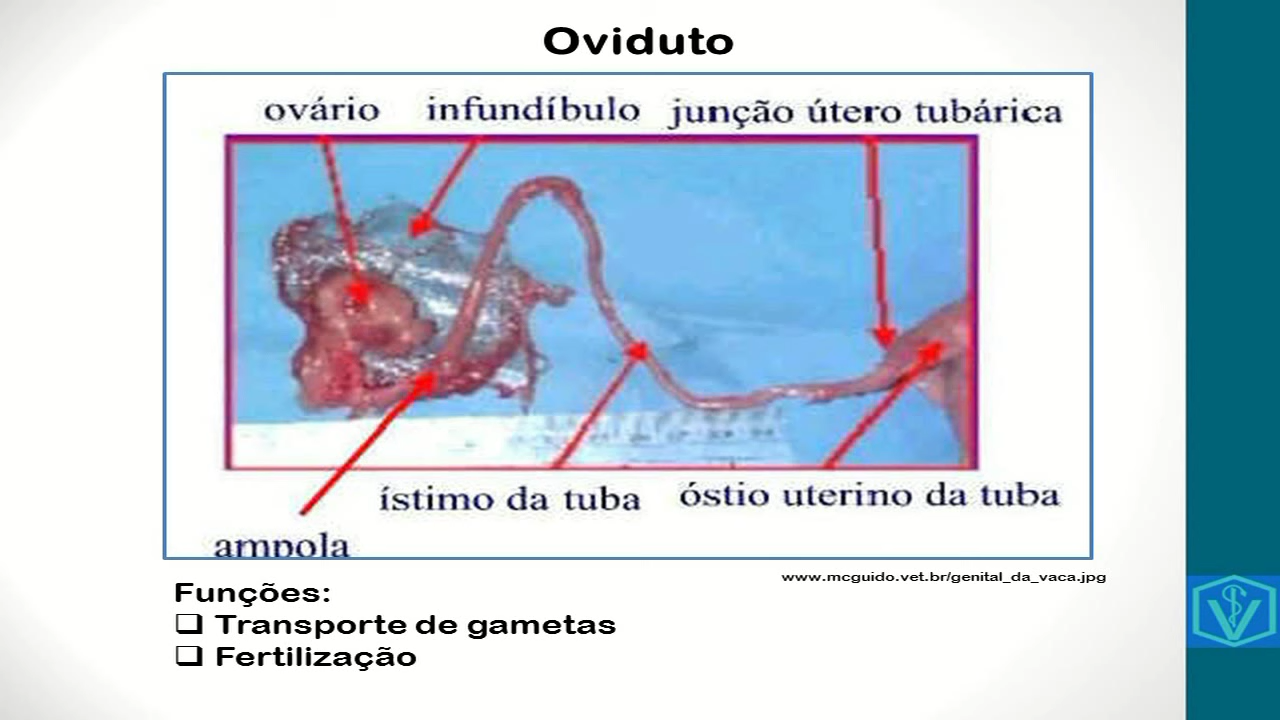 Oviduto
ovário infundíbulo junção útero tubárica
ístimo da tuba óstio uterino da tuba
ampola
www.mcguido.vet.br/genital_da_vaca.jpg
Funções:
❑ Transporte de gametas
❑ Fertilização
V